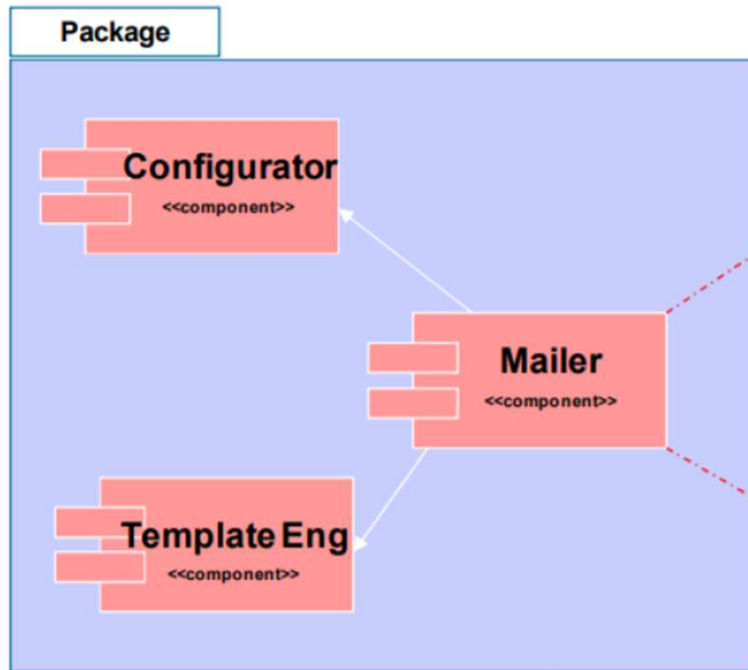 Package
Configurator
<<component>>
Mailer
<<component>>
Template Eng
<<component>>